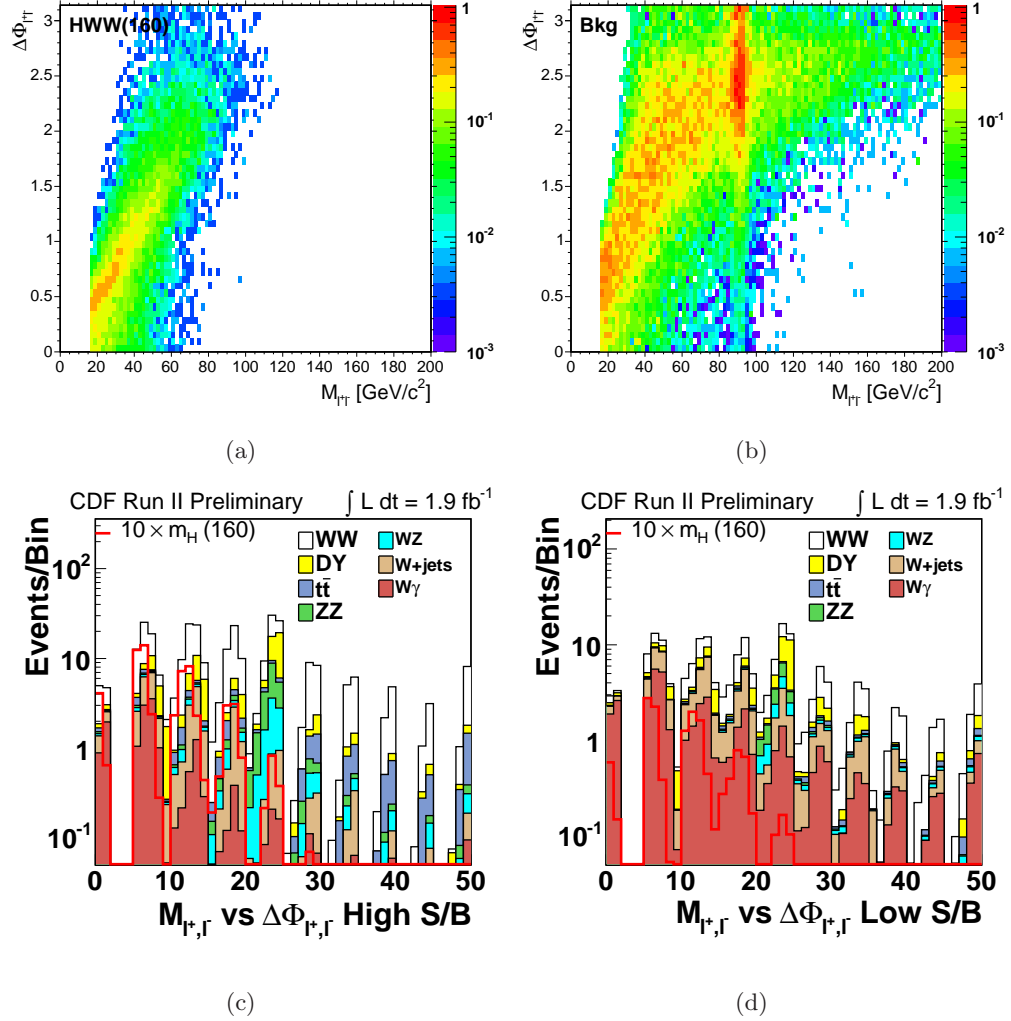 HWW(160)
ΔΦ_{l⁺l⁻}
3
2.5
2
1.5
1
0.5
0
0 20 40 60 80 100 120 140 160 180 200
M_{l⁺l⁻} [GeV/c²]
1
10⁻¹
10⁻²
10⁻³
(a)
Bkg
ΔΦ_{l⁺l⁻}
3
2.5
2
1.5
1
0.5
0
0 20 40 60 80 100 120 140 160 180 200
M_{l⁺l⁻} [GeV/c²]
1
10⁻¹
10⁻²
10⁻³
(b)
CDF Run II Preliminary ∫ L dt = 1.9 fb⁻¹
10 × m_H (160)
WW WZ
DY W+jets
tt̄ Wγ
ZZ
Events/Bin
10²
10
1
10⁻¹
0 10 20 30 40 50
M_{l⁺,l⁻} vs ΔΦ_{l⁺,l⁻} High S/B
(c)
CDF Run II Preliminary ∫ L dt = 1.9 fb⁻¹
10 × m_H (160)
WW WZ
DY W+jets
tt̄ Wγ
ZZ
Events/Bin
10²
10
1
10⁻¹
0 10 20 30 40 50
M_{l⁺,l⁻} vs ΔΦ_{l⁺,l⁻} Low S/B
(d)